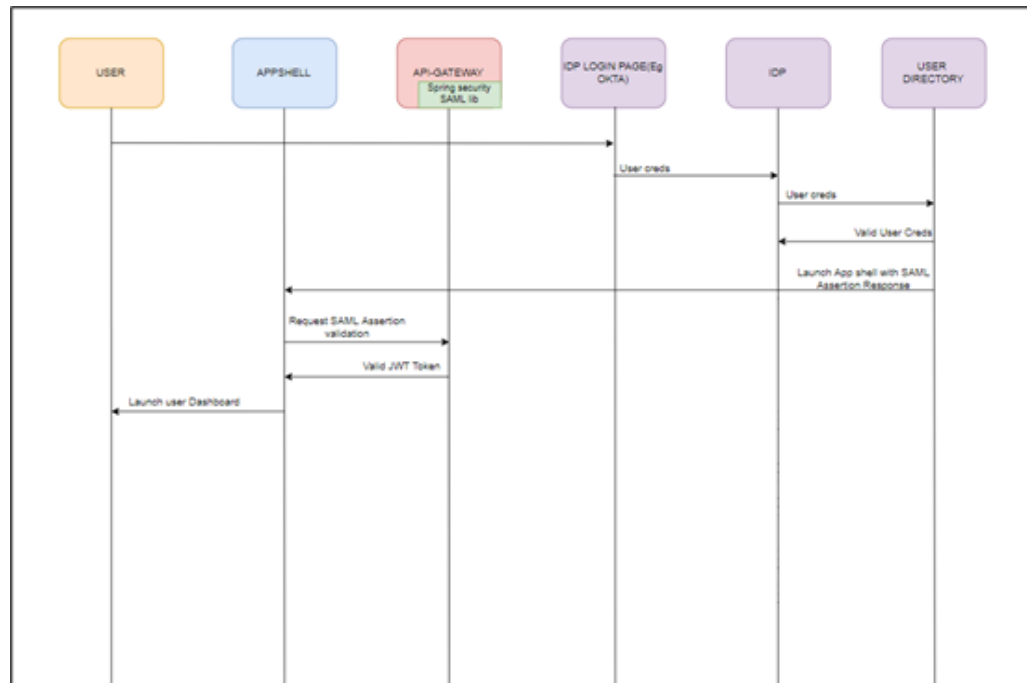 USER
APPSHELL
API-GATEWAY
Spring security
SAML lib
IDP LOGIN PAGE(Eg
OKTA)
IDP
USER
DIRECTORY
User creds
User creds
Valid User Creds
Launch App shell with SAML
Assertion Response
Request SAML Assertion
validation
Valid JWT Token
Launch user Dashboard